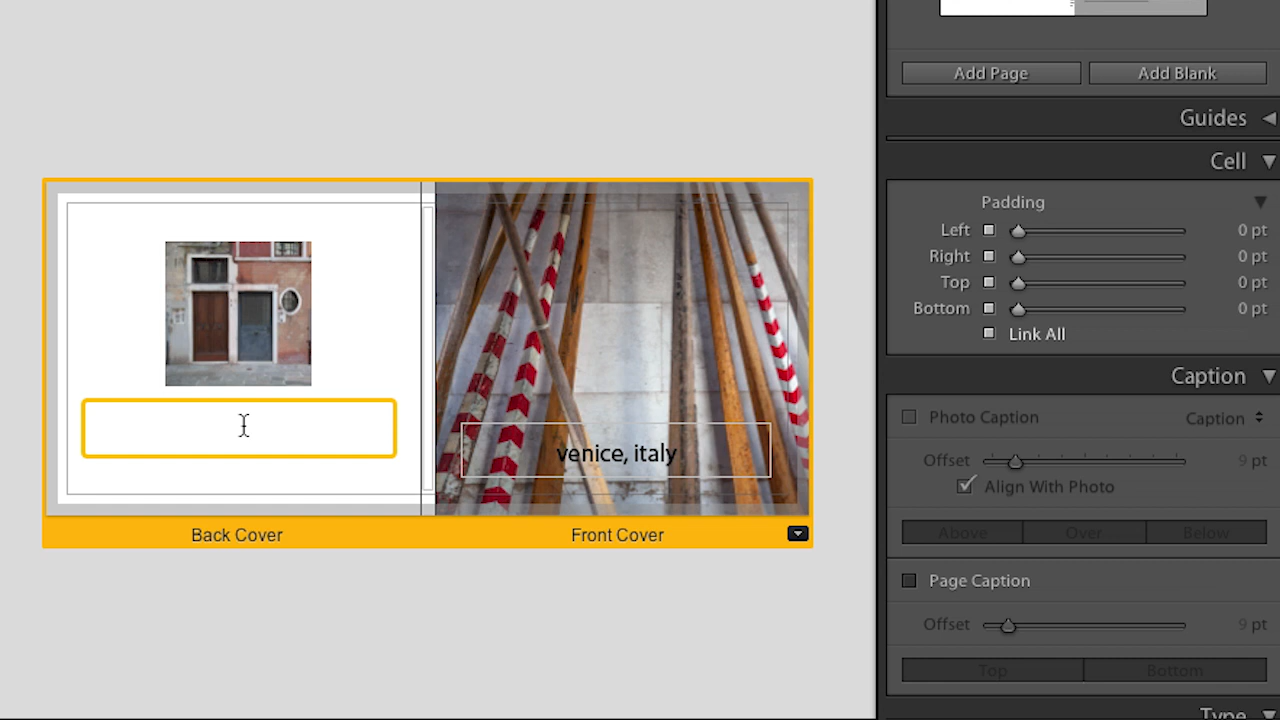 Add Page Add Blank
Guides
Cell
Padding
Left 0 pt
Right 0 pt
Top 0 pt
Bottom 0 pt
Link All
Caption
Photo Caption Caption
Offset 9 pt
Align With Photo
Above Over Below
Page Caption
Offset 9 pt
Top Bottom
Type
venice, italy
Back Cover Front Cover